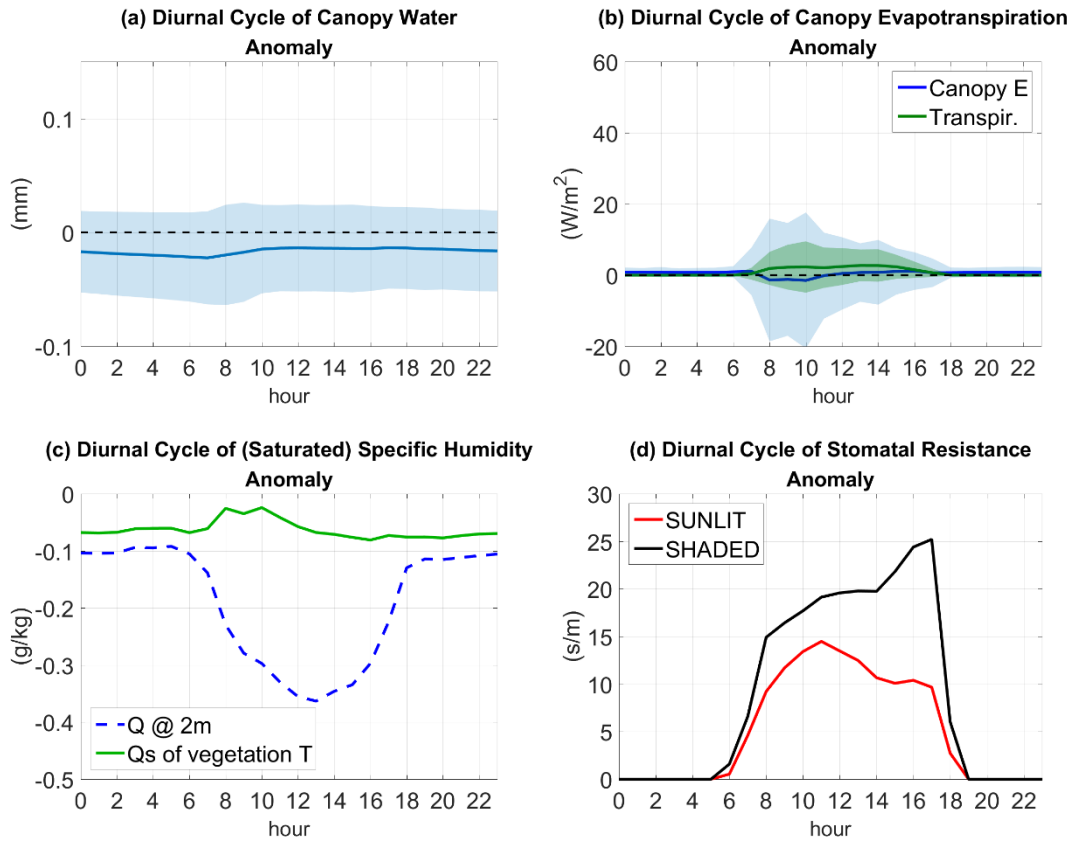 (a) Diurnal Cycle of Canopy Water
Anomaly
0.1
0
-0.1
(mm)
0 2 4 6 8 10 12 14 16 18 20 22
hour
(b) Diurnal Cycle of Canopy Evapotranspiration
Anomaly
60
40
20
0
-20
(W/m²)
Canopy E
Transpir.
0 2 4 6 8 10 12 14 16 18 20 22
hour
(c) Diurnal Cycle of (Saturated) Specific Humidity
Anomaly
0
-0.1
-0.2
-0.3
-0.4
-0.5
(g/kg)
Q @ 2m
Qs of vegetation T
0 2 4 6 8 10 12 14 16 18 20 22
hour
(d) Diurnal Cycle of Stomatal Resistance
Anomaly
30
25
20
15
10
5
0
(s/m)
SUNLIT
SHADED
0 2 4 6 8 10 12 14 16 18 20 22
hour